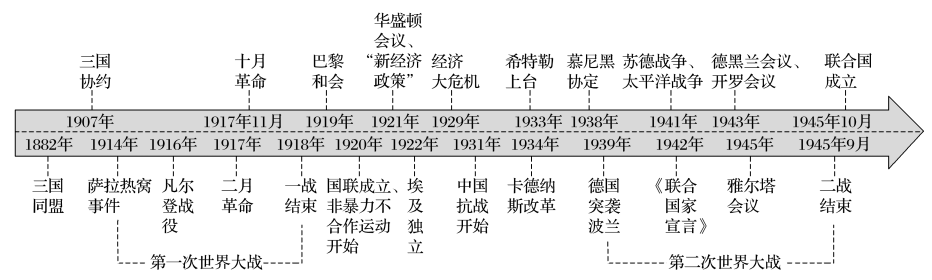 华盛顿
会议、
三国
协约
十月
革命
巴黎
和会
“新经济
政策”
经济
大危机
希特勒
上台
慕尼黑
协定
苏德战争、
太平洋战争
德黑兰会议、
开罗会议
联合国
成立
1907年 1917年11月 1919年 1921年 1929年 1933年 1938年 1941年 1943年 1945年10月
1882年 1914年 1916年 1917年 1918年 1920年 1922年 1931年 1934年 1939年 1942年 1945年 1945年9月
三国
同盟
萨拉热窝
事件
凡尔
登战
役
二月
革命
一战
结束
国联成立、
非暴力不
合作运动
开始
埃
及
独
立
中国
抗战
开始
卡德纳
斯改革
德国
突袭
波兰
《联合
国家
宣言》
雅尔塔
会议
二战
结束
第一次世界大战
第二次世界大战